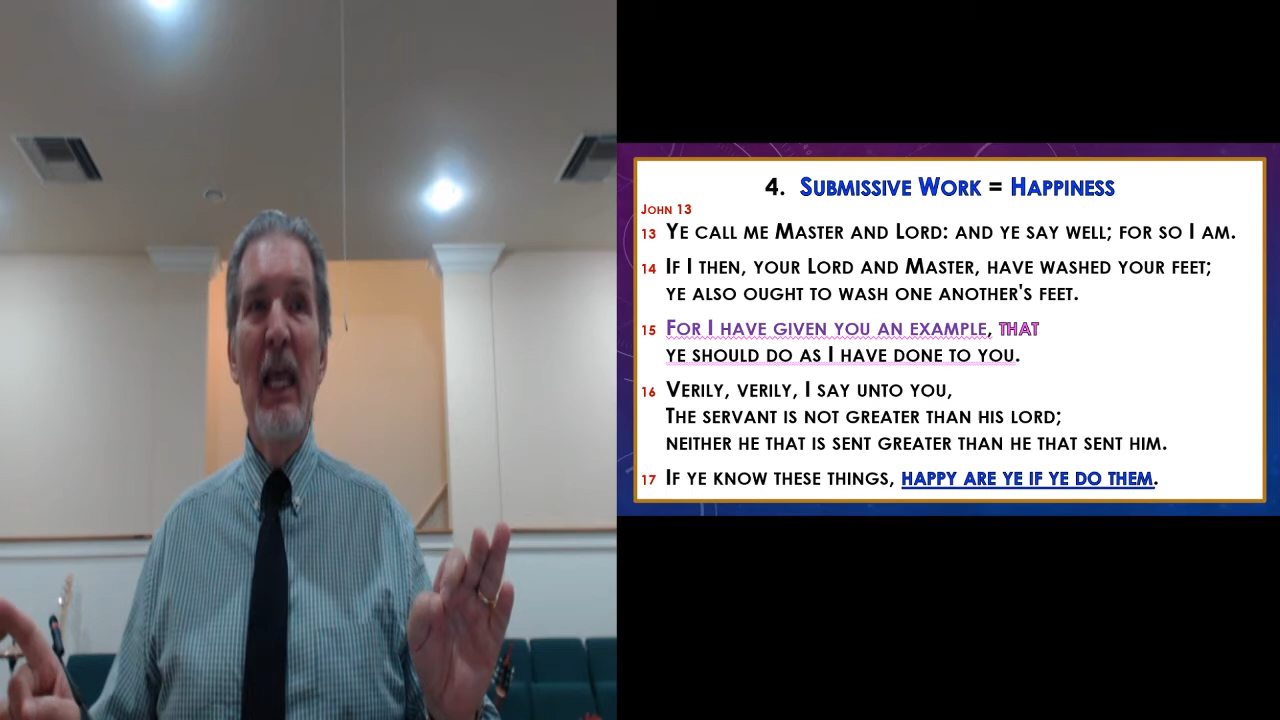 4. Submissive Work = Happiness
John 13
13 Ye call me Master and Lord: and ye say well; for so I am.
14 If I then, your Lord and Master, have washed your feet;
ye also ought to wash one another's feet.
15 For I have given you an example, that
ye should do as I have done to you.
16 Verily, verily, I say unto you,
The servant is not greater than his lord;
neither he that is sent greater than he that sent him.
17 If ye know these things, happy are ye if ye do them.